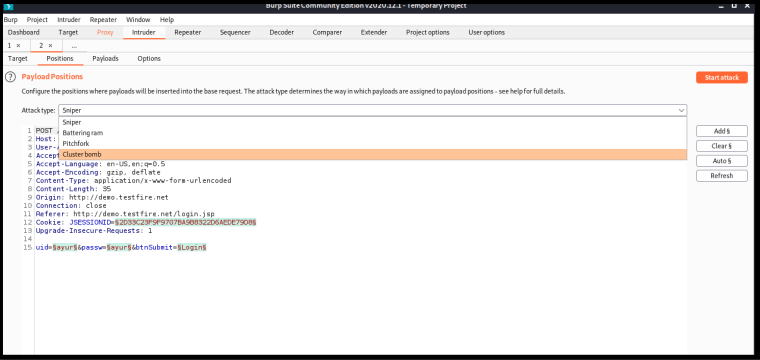 Burp Suite Community Edition v2020.12.1 - Temporary Project
Burp Project Intruder Repeater Window Help
Dashboard Target Proxy Intruder Repeater Sequencer Decoder Comparer Extender Project options User options
1 × 2 × ...
Target Positions Payloads Options
? Payload Positions Start attack
Configure the positions where payloads will be inserted into the base request. The attack type determines the way in which payloads are assigned to payload positions - see help for full details.
Attack type: Sniper
Sniper
Battering ram
Pitchfork
Cluster bomb
Add §
Clear §
Auto §
Refresh
1 POST
2 Host:
3 User-
4 Accept
5 Accept-Language: en-US,en;q=0.5
6 Accept-Encoding: gzip, deflate
7 Content-Type: application/x-www-form-urlencoded
8 Content-Length: 35
9 Origin: http://demo.testfire.net
10 Connection: close
11 Referer: http://demo.testfire.net/login.jsp
12 Cookie: JSESSIONID=
13 Upgrade-Insecure-Requests: 1
14
15 uid=§ayur§&passw=§ayur§&btnSubmit=§Login§